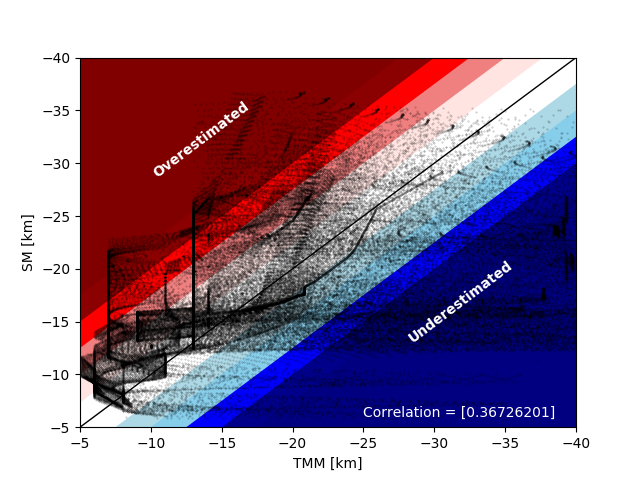 −40
−35
−30
−25
−20
−15
−10
−5
SM [km]
Overestimated
Underestimated
Correlation = [0.36726201]
−5 −10 −15 −20 −25 −30 −35 −40
TMM [km]